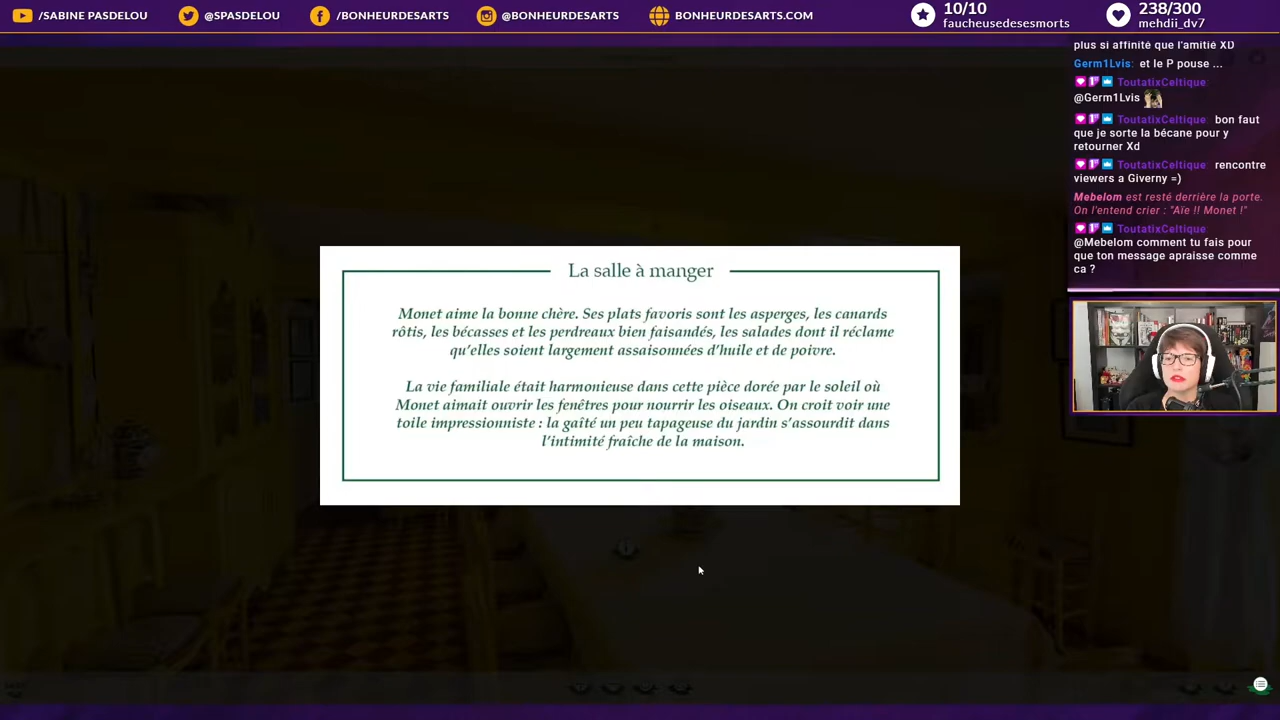 /SABINE PASDELOU
@SPASDELOU
/BONHEURDESARTS
@BONHEURDESARTS
BONHEURDESARTS.COM
10/10
faucheusedesesmorts
238/300
mehdii_dv7
plus si affinité que l'amitié XD
Germ1Lvis: et le P pouse ...
ToutatixCeltique:
@Germ1Lvis
ToutatixCeltique: bon faut
que je sorte la bécane pour y
retourner Xd
ToutatixCeltique: rencontre
viewers a Giverny =)
Mebelom est resté derrière la porte.
On l'entend crier : "Aïe !! Monet !"
ToutatixCeltique:
@Mebelom comment tu fais pour
que ton message apraisse comme
ca ?
La salle à manger
Monet aime la bonne chère. Ses plats favoris sont les asperges, les canards
rôtis, les bécasses et les perdreaux bien faisandés, les salades dont il réclame
qu’elles soient largement assaisonnées d’huile et de poivre.
La vie familiale était harmonieuse dans cette pièce dorée par le soleil où
Monet aimait ouvrir les fenêtres pour nourrir les oiseaux. On croit voir une
toile impressionniste : la gaîté un peu tapageuse du jardin s’assourdit dans
l’intimité fraîche de la maison.